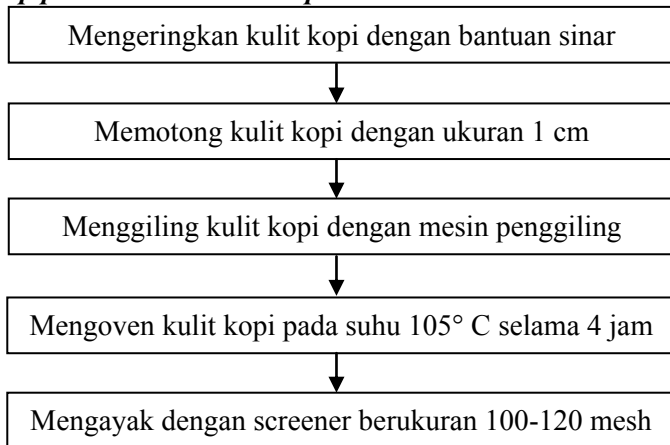 Mengeringkan kulit kopi dengan bantuan sinar
Memotong kulit kopi dengan ukuran 1 cm
Menggiling kulit kopi dengan mesin penggiling
Mengoven kulit kopi pada suhu 105° C selama 4 jam
Mengayak dengan screener berukuran 100-120 mesh